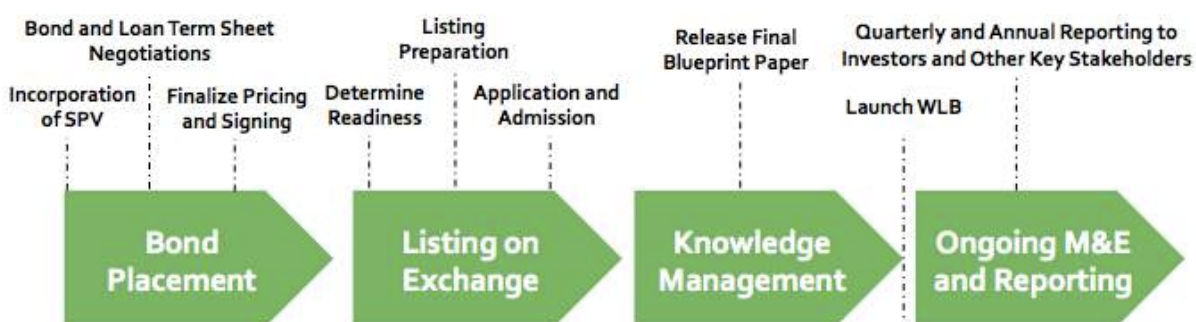 Bond and Loan Term Sheet
Negotiations
Incorporation
of SPV
Finalize Pricing
and Signing
Listing
Preparation
Determine
Readiness
Application and
Admission
Release Final
Blueprint Paper
Quarterly and Annual Reporting to
Investors and Other Key Stakeholders
Launch WLB
Bond
Placement
Listing on
Exchange
Knowledge
Management
Ongoing M&E
and Reporting